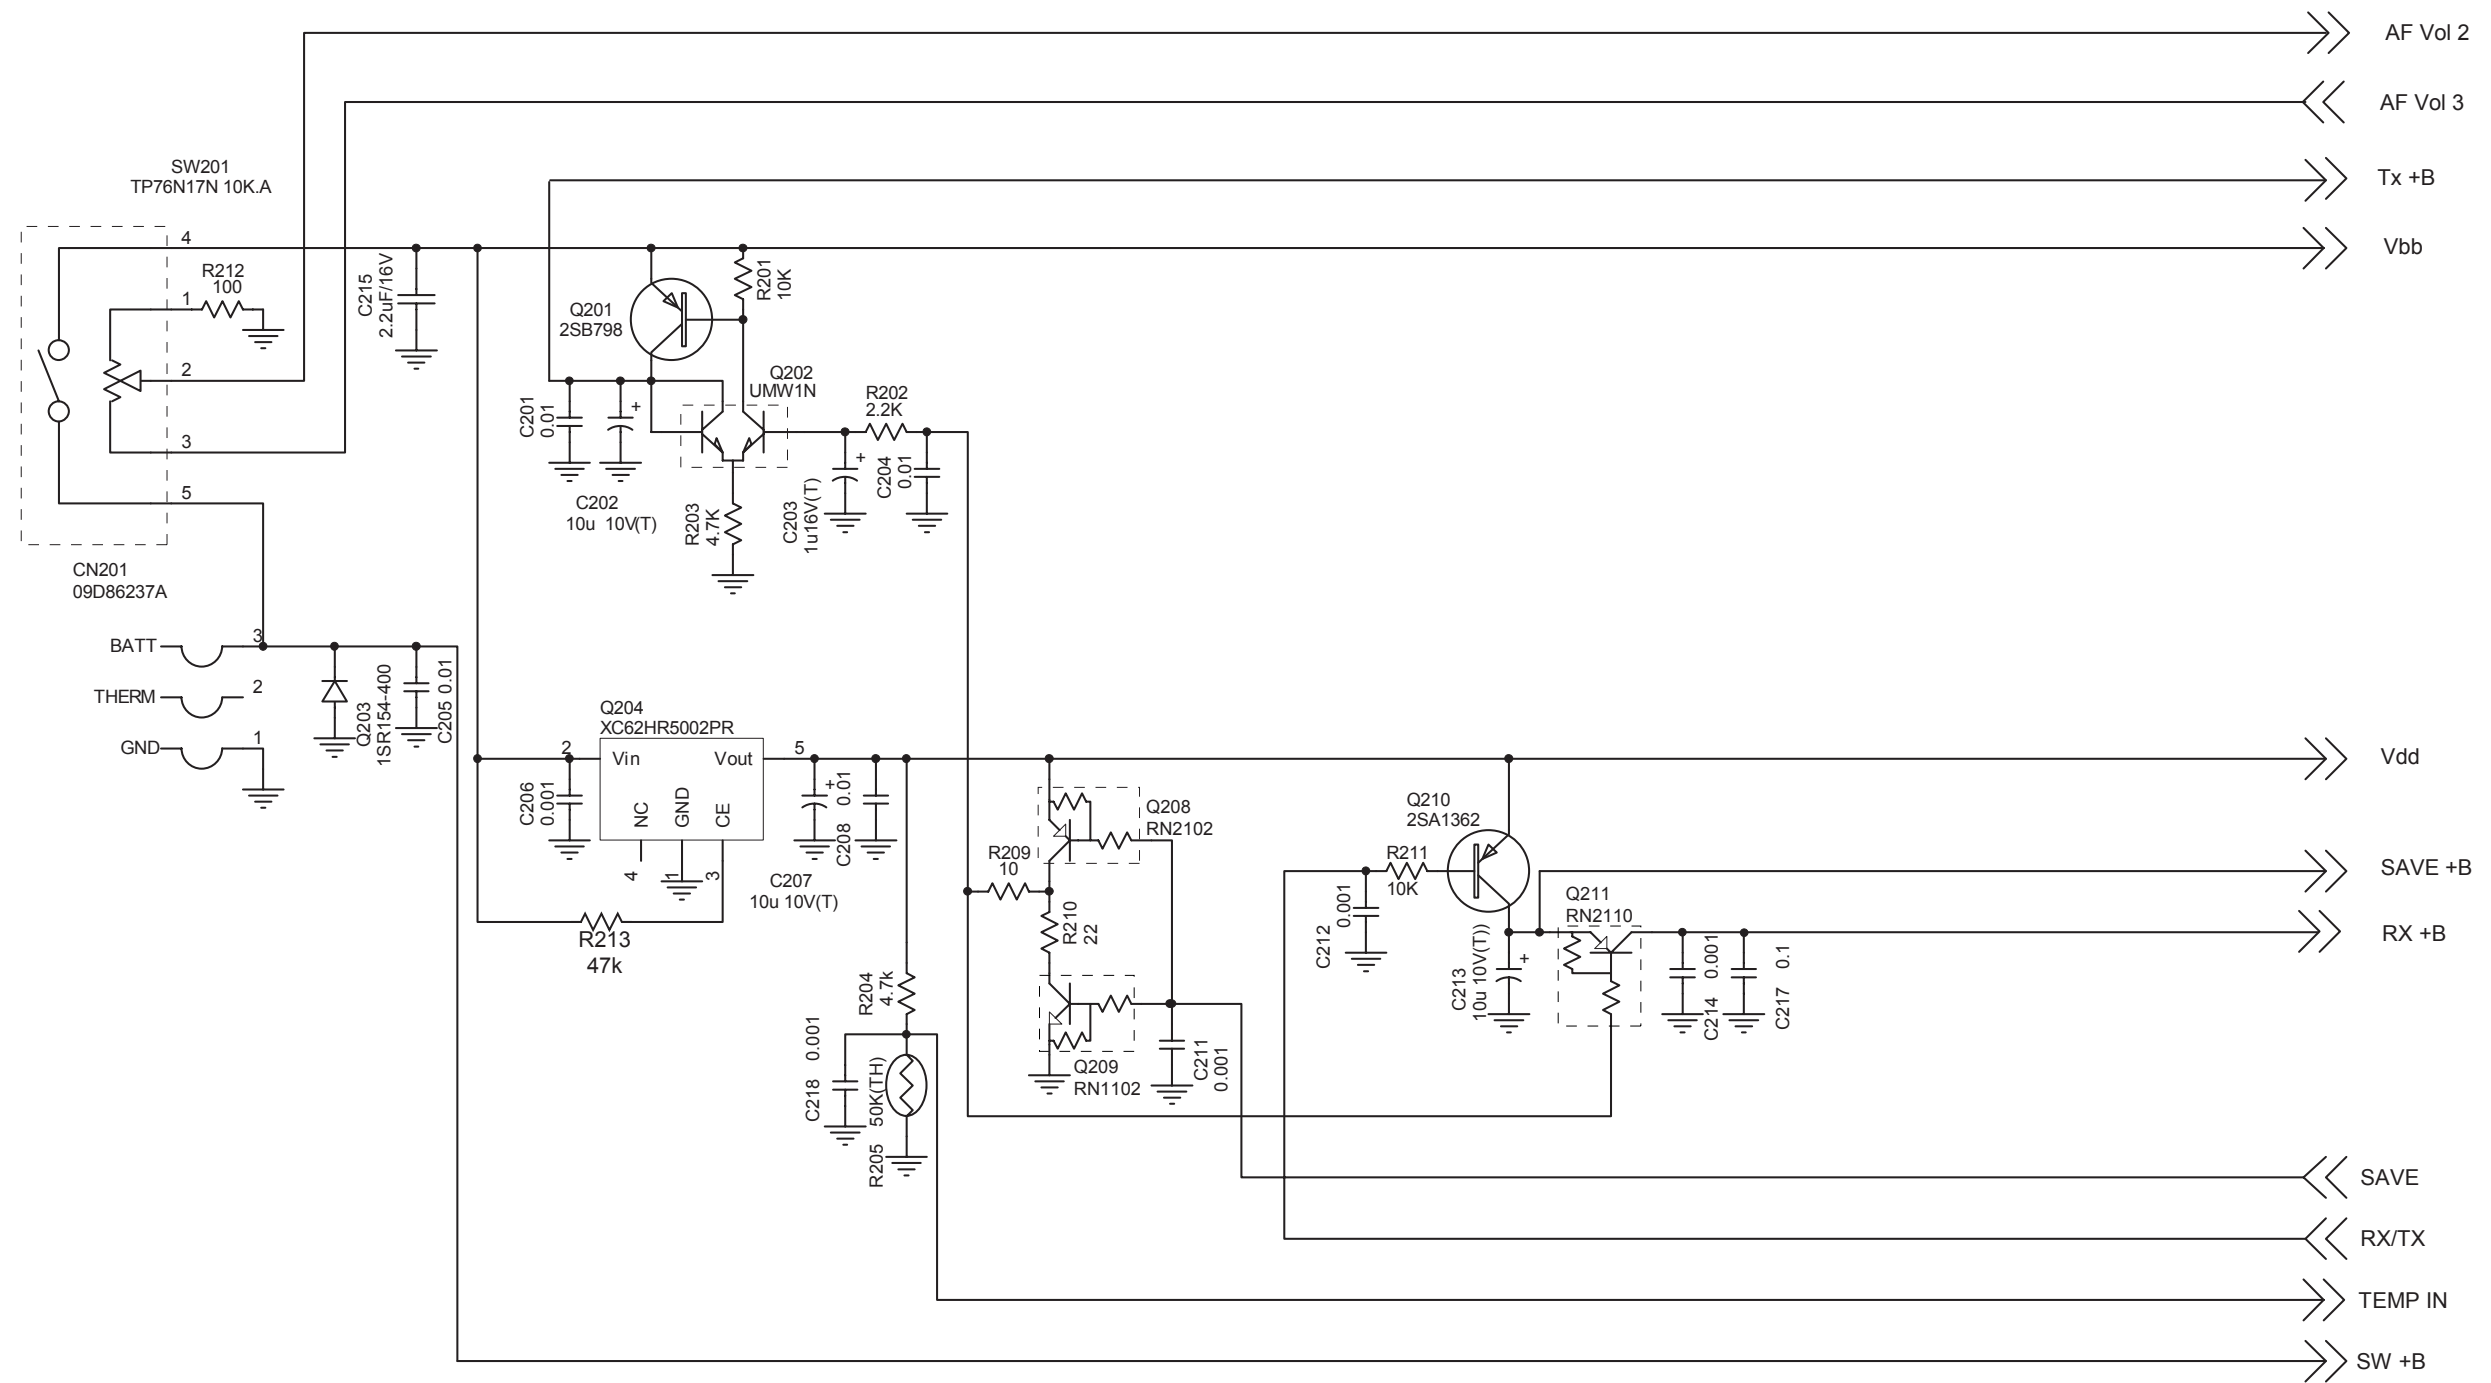 AF Vol 2
AF Vol 3
SW201
TP76N17N 10K.A
Tx +B
4
Vbb
R212
100
1
C215
2.2uF/16V
R201
10K
Q201
2SB798
2
Q202
UMW1N
R202
2.2K
C201
0.01
+
3
+
C204
0.01
5
C202
10u 10V(T)
R203
4.7K
C203
1u16V(T)
CN201
09D86237A
BATT
3
THERM
2
GND
1
Q203
1SR154-400
C205 0.01
Q204
XC62HR5002PR
2
Vin
Vout
5
Vdd
NC
GND
CE
C206
0.001
+
C208 0.01
4
1
3
C207
10u 10V(T)
R213
47k
Q208
RN2102
R209
10
R210
22
Q210
2SA1362
R211
10K
SAVE +B
Q211
RN2110
RX +B
C212
0.001
+
C213
10u 10V(T))
C214 0.001
C217 0.1
R204
4.7k
C218 0.001
R205 50K(TH)
Q209
RN1102
C211
0.001
SAVE
RX/TX
TEMP IN
SW +B